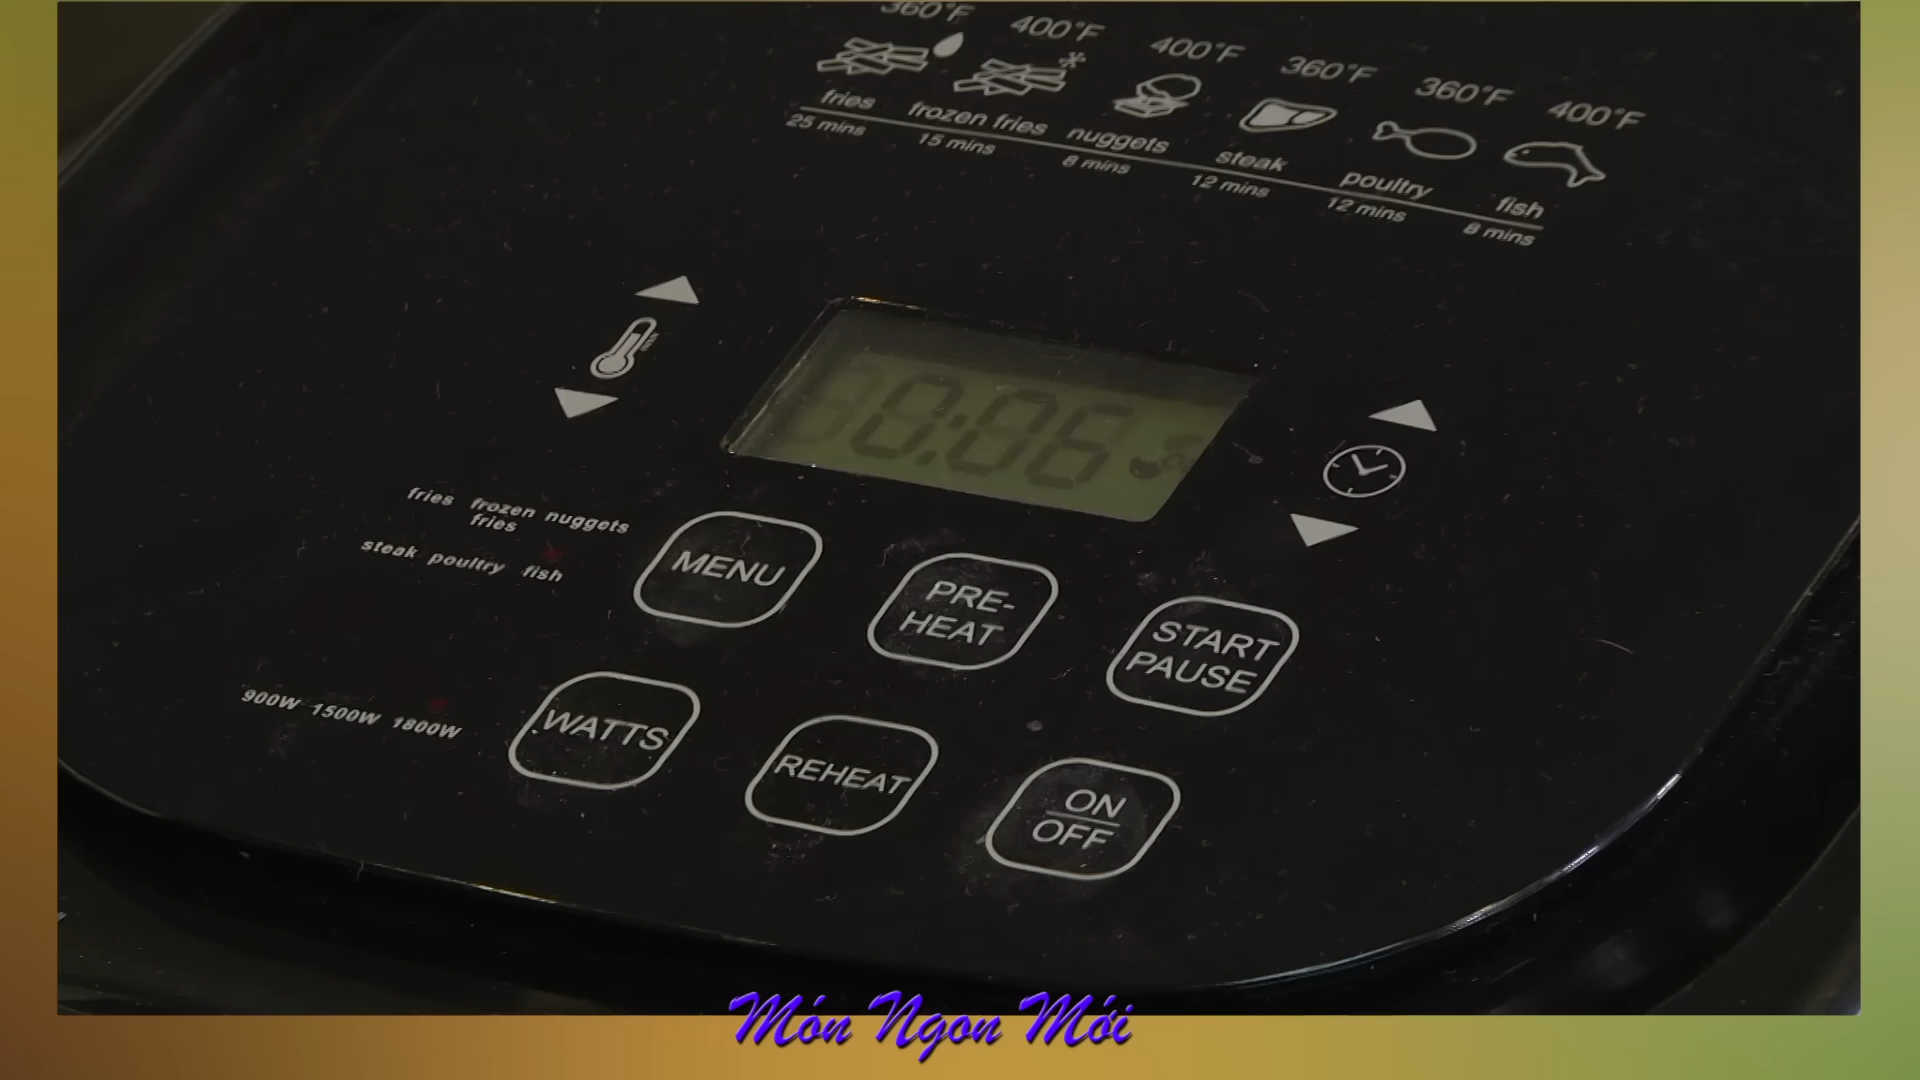 360°F 400°F 400°F 360°F 360°F 400°F
fries frozen fries nuggets steak poultry fish
25 mins 15 mins 8 mins 12 mins 12 mins 8 mins
0:06
fries frozen fries nuggets
steak poultry fish
MENU
PRE-
HEAT
START
PAUSE
900W 1500W 1800W
WATTS
REHEAT
ON
OFF
Món Ngon Mới